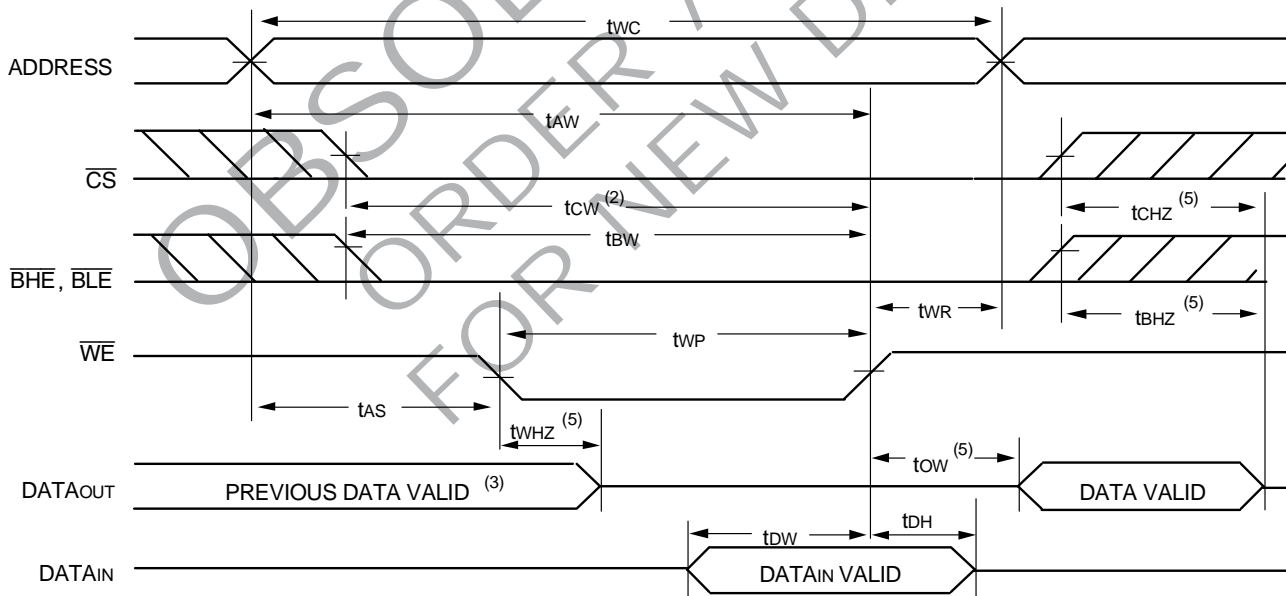 tWC
ADDRESS
tAW
CS
tCW (2)
tCHZ (5)
tBW
BHE, BLE
tWR
tBHZ (5)
tWP
WE
tAS
tWHZ (5)
tOW (5)
DATAOUT
PREVIOUS DATA VALID (3)
DATA VALID
tDW
tDH
DATAIN
DATAIN VALID
ORDER
FOR NEW